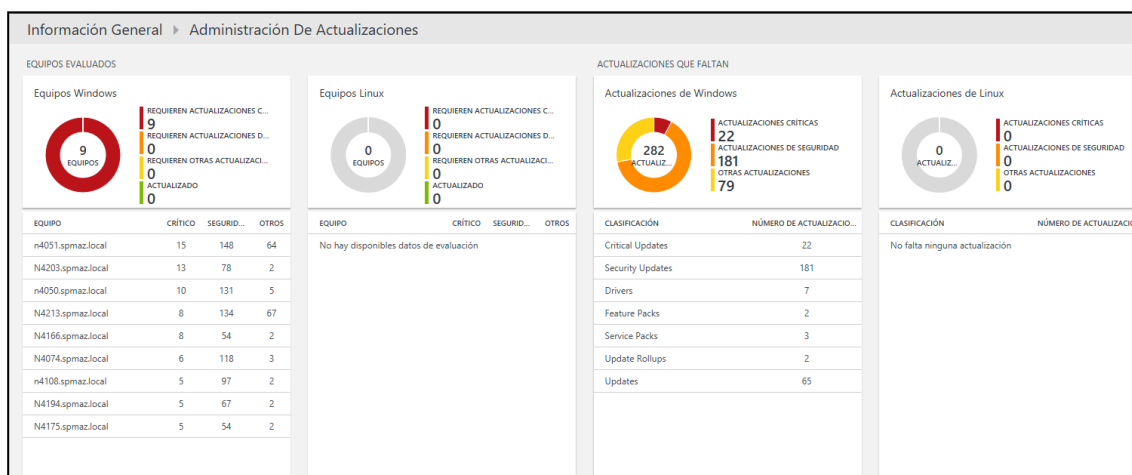 Información General Administración De Actualizaciones
EQUIPOS EVALUADOS
Equipos Windows
9
EQUIPOS
REQUIEREN ACTUALIZACIONES C...
9
REQUIEREN ACTUALIZACIONES D...
0
REQUIEREN OTRAS ACTUALIZACI...
0
ACTUALIZADO
0
EQUIPO CRÍTICO SEGURID... OTROS
n4051.spmaz.local 15 148 64
N4203.spmaz.local 13 78 2
n4050.spmaz.local 10 131 5
N4213.spmaz.local 8 134 67
N4166.spmaz.local 8 54 2
N4074.spmaz.local 6 118 3
n4108.spmaz.local 5 97 2
N4194.spmaz.local 5 67 2
N4175.spmaz.local 5 54 2
Equipos Linux
0
EQUIPOS
REQUIEREN ACTUALIZACIONES C...
0
REQUIEREN ACTUALIZACIONES D...
0
REQUIEREN OTRAS ACTUALIZACI...
0
ACTUALIZADO
0
EQUIPO CRÍTICO SEGURID... OTROS
No hay disponibles datos de evaluación
ACTUALIZACIONES QUE FALTAN
Actualizaciones de Windows
282
ACTUALIZ...
ACTUALIZACIONES CRÍTICAS
22
ACTUALIZACIONES DE SEGURIDAD
181
OTRAS ACTUALIZACIONES
79
CLASIFICACIÓN NÚMERO DE ACTUALIZACIO...
Critical Updates 22
Security Updates 181
Drivers 7
Feature Packs 2
Service Packs 3
Update Rollups 2
Updates 65
Actualizaciones de Linux
0
ACTUALIZ...
ACTUALIZACIONES CRÍTICAS
0
ACTUALIZACIONES DE SEGURIDAD
0
OTRAS ACTUALIZACIONES
0
CLASIFICACIÓN NÚMERO DE ACTUALIZACI
No falta ninguna actualización